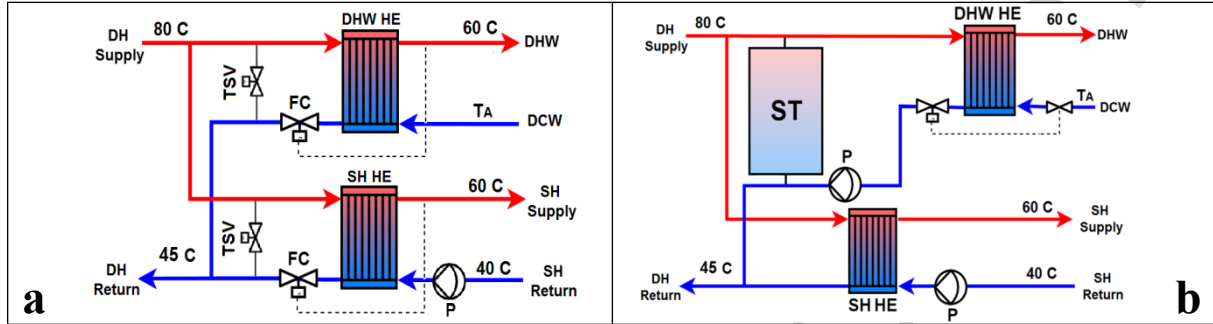 80 C
DHW HE
60 C
DH
Supply
DHW
TSV
FC
TA
DCW
SH HE
60 C
SH
Supply
TSV
45 C
FC
40 C
DH
Return
SH
Return
P
a
80 C
DHW HE
60 C
DH
Supply
DHW
ST
TA
DCW
P
60 C
SH
Supply
45 C
40 C
DH
Return
SH
Return
SH HE
P
b